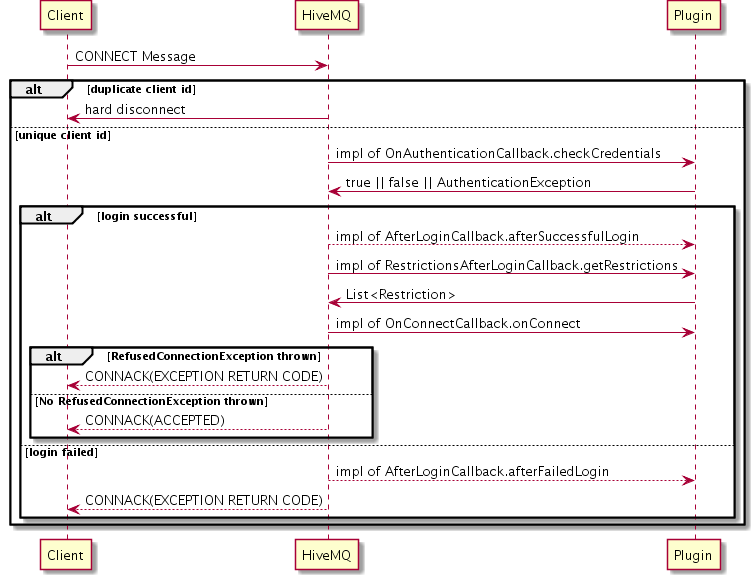 Client HiveMQ Plugin
CONNECT Message
alt [duplicate client id]
hard disconnect
[unique client id]
impl of OnAuthenticationCallback.checkCredentials
true || false || AuthenticationException
alt [login successful]
impl of AfterLoginCallback.afterSuccessfulLogin
impl of RestrictionsAfterLoginCallback.getRestrictions
List<Restriction>
impl of OnConnectCallback.onConnect
alt [RefusedConnectionException thrown]
CONNACK(EXCEPTION RETURN CODE)
[No RefusedConnectionException thrown]
CONNACK(ACCEPTED)
[login failed]
impl of AfterLoginCallback.afterFailedLogin
CONNACK(EXCEPTION RETURN CODE)
Client HiveMQ Plugin